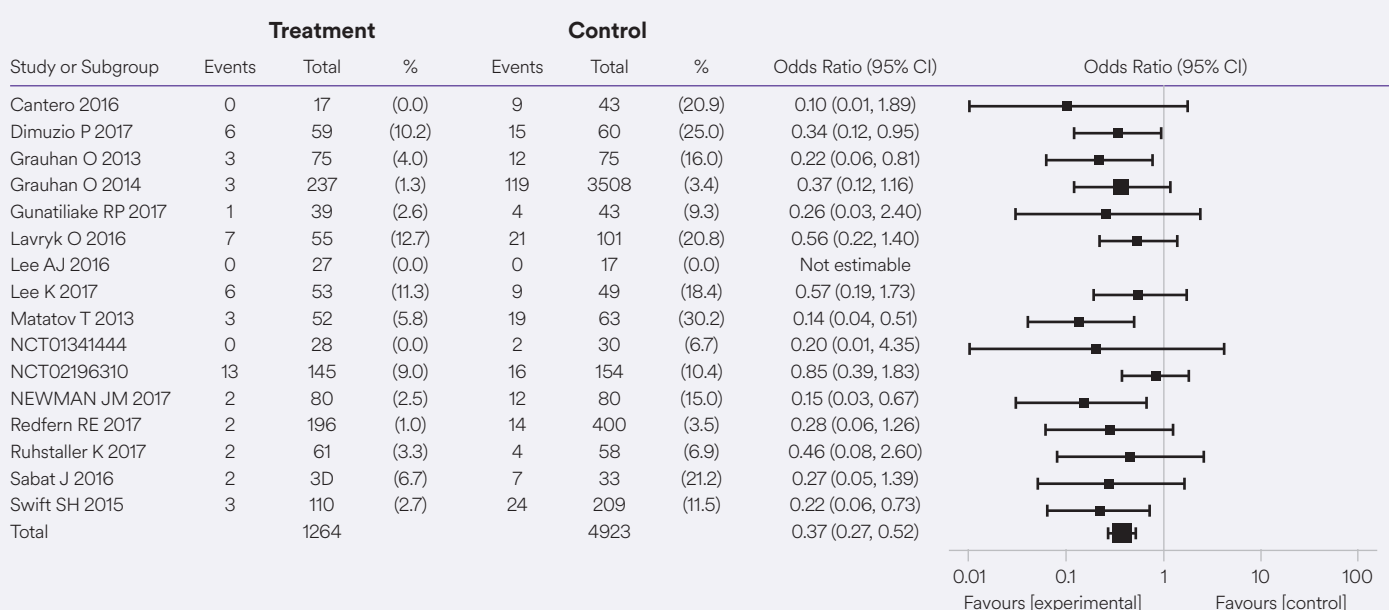 Treatment Control
Study or Subgroup Events Total % Events Total % Odds Ratio (95% CI) Odds Ratio (95% CI)
Cantero 2016 0 17 (0.0) 9 43 (20.9) 0.10 (0.01, 1.89)
Dimuzio P 2017 6 59 (10.2) 15 60 (25.0) 0.34 (0.12, 0.95)
Grauhan O 2013 3 75 (4.0) 12 75 (16.0) 0.22 (0.06, 0.81)
Grauhan O 2014 3 237 (1.3) 119 3508 (3.4) 0.37 (0.12, 1.16)
Gunatiliake RP 2017 1 39 (2.6) 4 43 (9.3) 0.26 (0.03, 2.40)
Lavryk O 2016 7 55 (12.7) 21 101 (20.8) 0.56 (0.22, 1.40)
Lee AJ 2016 0 27 (0.0) 0 17 (0.0) Not estimable
Lee K 2017 6 53 (11.3) 9 49 (18.4) 0.57 (0.19, 1.73)
Matatov T 2013 3 52 (5.8) 19 63 (30.2) 0.14 (0.04, 0.51)
NCT01341444 0 28 (0.0) 2 30 (6.7) 0.20 (0.01, 4.35)
NCT02196310 13 145 (9.0) 16 154 (10.4) 0.85 (0.39, 1.83)
NEWMAN JM 2017 2 80 (2.5) 12 80 (15.0) 0.15 (0.03, 0.67)
Redfern RE 2017 2 196 (1.0) 14 400 (3.5) 0.28 (0.06, 1.26)
Ruhstaller K 2017 2 61 (3.3) 4 58 (6.9) 0.46 (0.08, 2.60)
Sabat J 2016 2 3D (6.7) 7 33 (21.2) 0.27 (0.05, 1.39)
Swift SH 2015 3 110 (2.7) 24 209 (11.5) 0.22 (0.06, 0.73)
Total 1264 4923 0.37 (0.27, 0.52)
0.01 0.1 1 10 100
Favours [experimental] Favours [control]